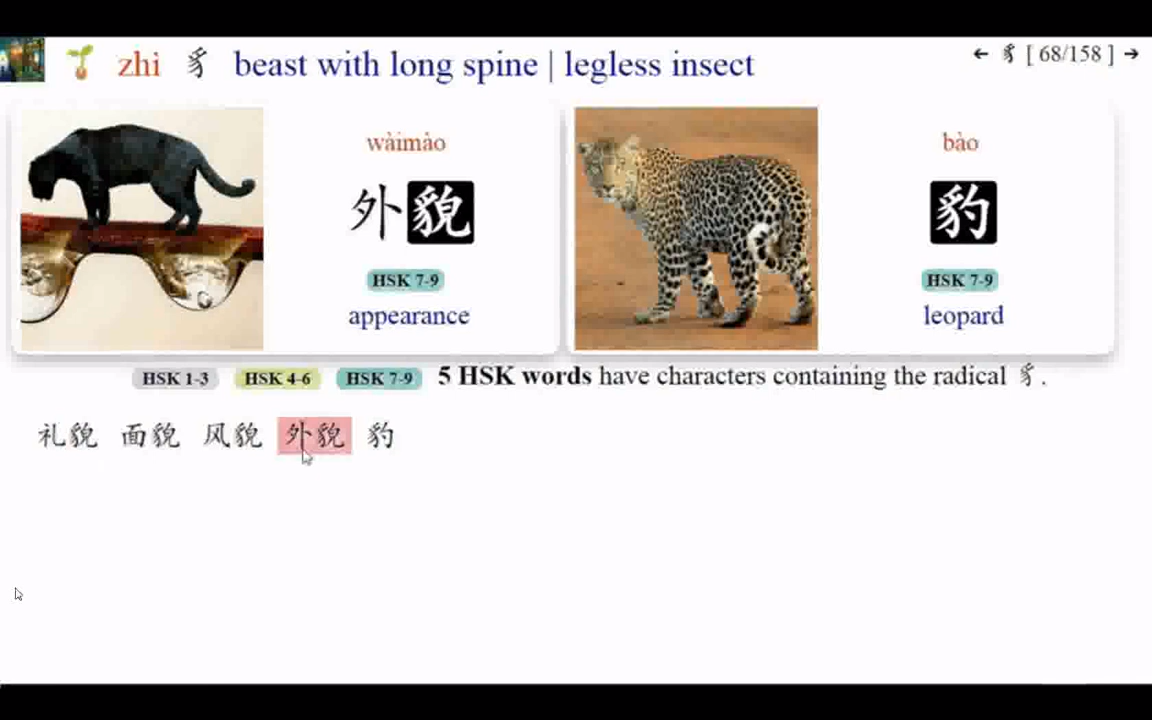 zhi 豸 beast with long spine | legless insect
← 豸 [ 68/158 ] →
wàimào
外貌
HSK 7-9
appearance
bào
豹
HSK 7-9
leopard
HSK 1-3 HSK 4-6 HSK 7-9 5 HSK words have characters containing the radical 豸.
礼貌 面貌 风貌 外貌 豹